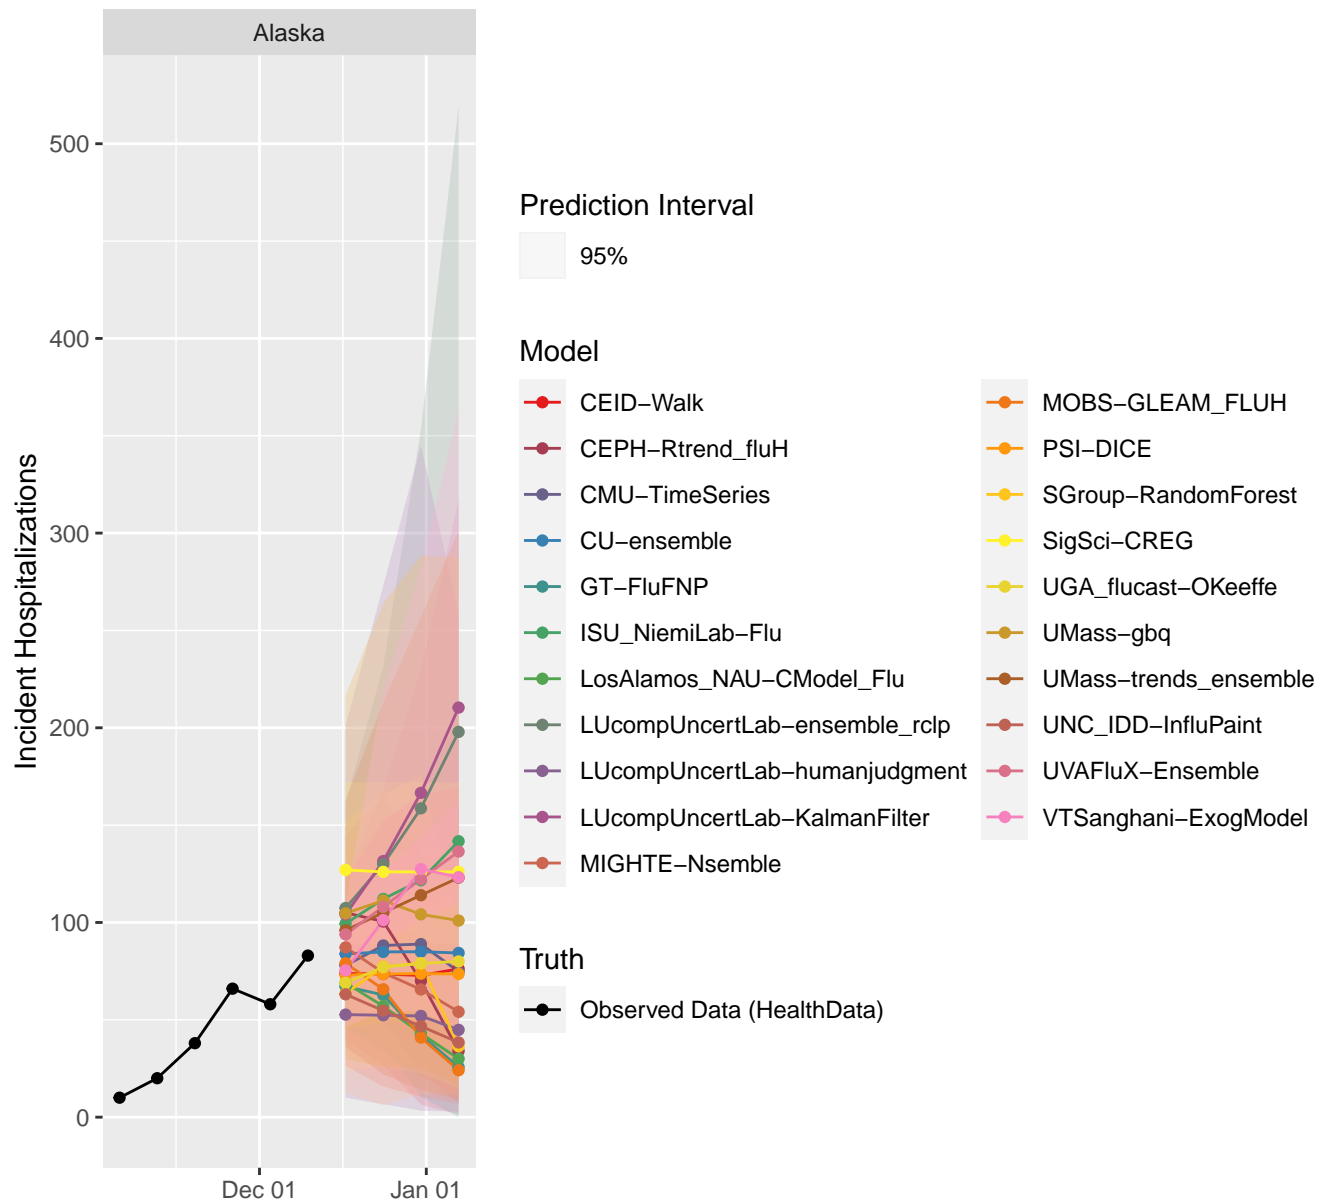 Alaska
500
400
300
200
100
0
Incident Hospitalizations
Dec 01
Jan 01
Prediction Interval
95%
Model
CEID−Walk
CEPH−Rtrend_fluH
CMU−TimeSeries
CU−ensemble
GT−FluFNP
ISU_NiemiLab−Flu
LosAlamos_NAU−CModel_Flu
LUcompUncertLab−ensemble_rclp
LUcompUncertLab−humanjudgment
LUcompUncertLab−KalmanFilter
MIGHTE−Nsemble
MOBS−GLEAM_FLUH
PSI−DICE
SGroup−RandomForest
SigSci−CREG
UGA_flucast−OKeeffe
UMass−gbq
UMass−trends_ensemble
UNC_IDD−InfluPaint
UVAFluX−Ensemble
VTSanghani−ExogModel
Truth
Observed Data (HealthData)